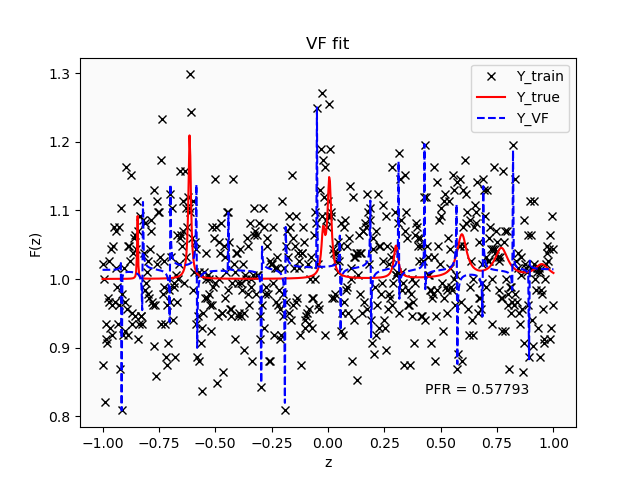 VF fit
Y_train
Y_true
Y_VF
F(z)
1.3
1.2
1.1
1.0
0.9
0.8
PFR = 0.57793
−1.00 −0.75 −0.50 −0.25 0.00 0.25 0.50 0.75 1.00
z